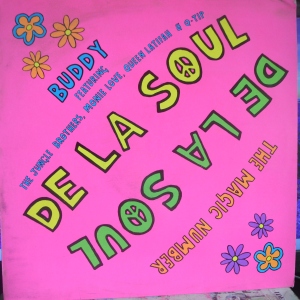 BUDDY
FEATURING
THE JUNGLE BROTHERS, MONIE LOVE, QUEEN LATIFAH & Q-TIP
DE LA SOUL
DE LA SOUL
THE MAGIC NUMBER